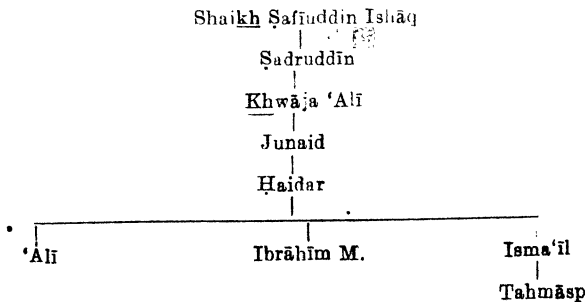 Shaikh Ṣafīuddin Isḥāq
Ṣadruddīn
Khwāja ‘Alī
Junaid
Ḥaidar
‘Alī Ibrāhīm M. Isma‘īl
Tahmāsp